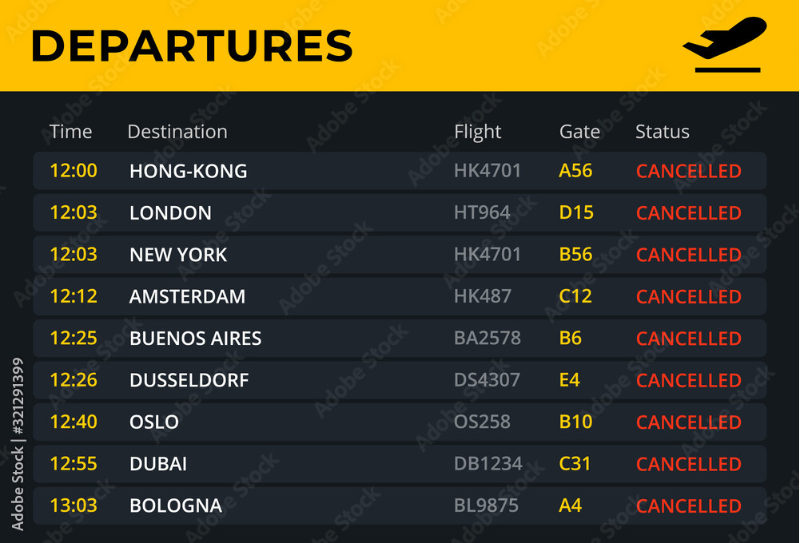 DEPARTURES
Time Destination Flight Gate Status
12:00 HONG-KONG HK4701 A56 CANCELLED
12:03 LONDON HT964 D15 CANCELLED
12:03 NEW YORK HK4701 B56 CANCELLED
12:12 AMSTERDAM HK487 C12 CANCELLED
12:25 BUENOS AIRES BA2578 B6 CANCELLED
12:26 DUSSELDORF DS4307 E4 CANCELLED
12:40 OSLO OS258 B10 CANCELLED
12:55 DUBAI DB1234 C31 CANCELLED
13:03 BOLOGNA BL9875 A4 CANCELLED
Adobe Stock | #321291399